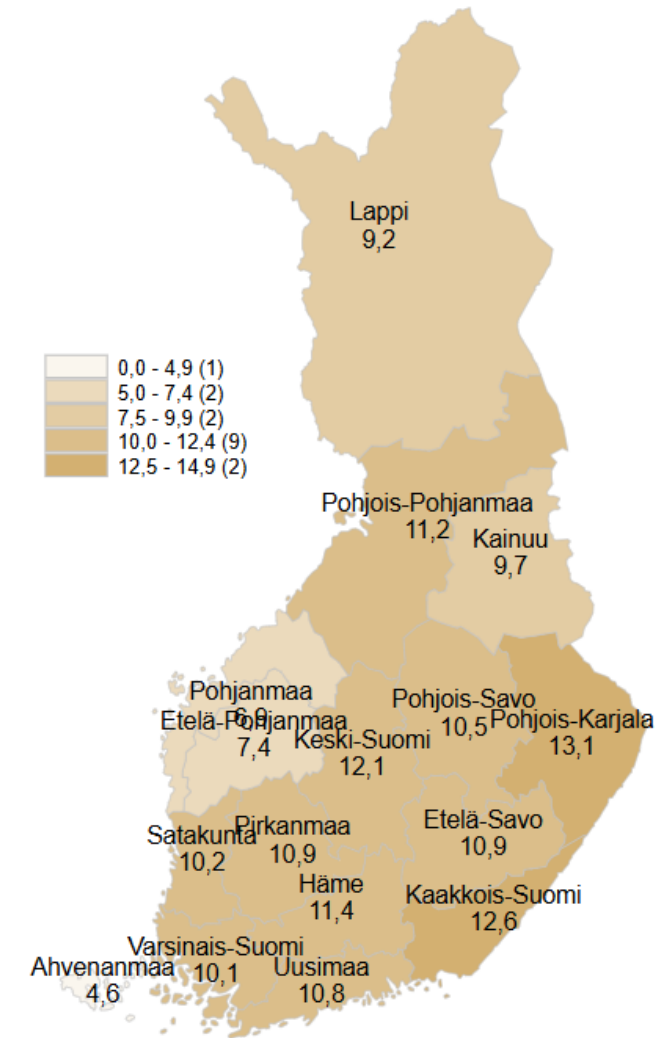 Lappi
9,2
0,0 - 4,9 (1)
5,0 - 7,4 (2)
7,5 - 9,9 (2)
10,0 - 12,4 (9)
12,5 - 14,9 (2)
Pohjois-Pohjanmaa
11,2
Kainuu
9,7
Pohjanmaa
6,9
Etelä-Pohjanmaa
7,4
Keski-Suomi
12,1
Pohjois-Savo
10,5
Pohjois-Karjala
13,1
Satakunta
10,2
Pirkanmaa
10,9
Etelä-Savo
10,9
Häme
11,4
Kaakkois-Suomi
12,6
Varsinais-Suomi
10,1
Uusimaa
10,8
Ahvenanmaa
4,6